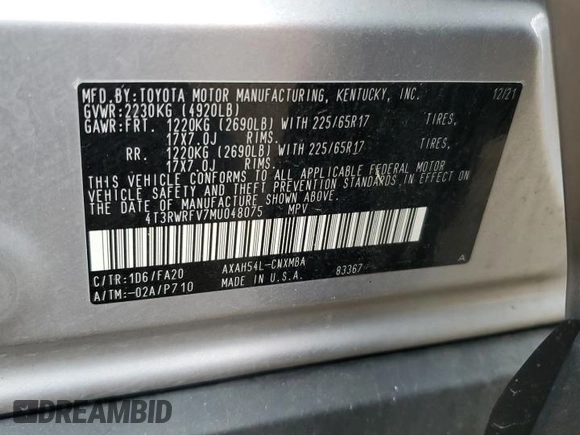 MFD.BY:TOYOTA MOTOR MANUFACTURING, KENTUCKY, INC. 12/21
GVWR:2230KG (4920LB)
GAWR:FRT. 1220KG (2690LB) WITH 225/65R17 TIRES,
17X7.0J RIMS.
RR. 1220KG (2690LB) WITH 225/65R17 TIRES,
17X7.0J RIMS.
THIS VEHICLE CONFORMS TO ALL APPLICABLE FEDERAL MOTOR
VEHICLE SAFETY AND THEFT PREVENTION STANDARDS IN EFFECT
ON THE DATE OF MANUFACTURE SHOWN ABOVE.
4T3RWRFV7MU048075 MPV
C/TR:1D6/FA20 AXAH54L-CNXMBA A
A/TM:-02A/P710 MADE IN U.S.A. 83367
DREAMBID